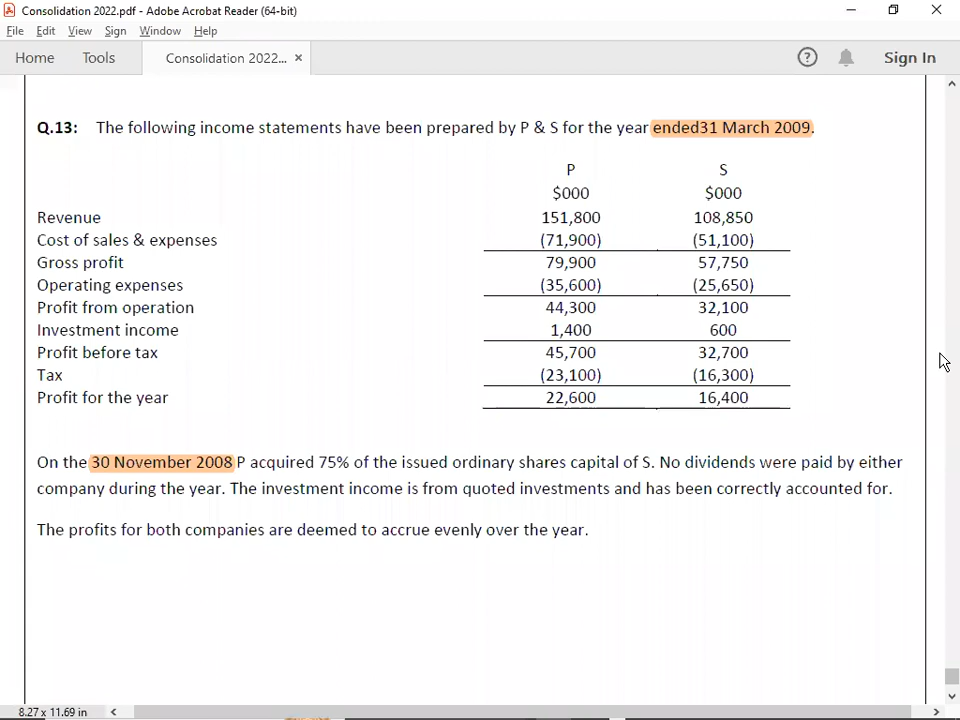 Consolidation 2022.pdf - Adobe Acrobat Reader (64-bit)
File Edit View Sign Window Help
Home Tools Consolidation 2022... × ? Sign In
Q.13: The following income statements have been prepared by P & S for the year ended31 March 2009.
P S
$000 $000
Revenue 151,800 108,850
Cost of sales & expenses (71,900) (51,100)
Gross profit 79,900 57,750
Operating expenses (35,600) (25,650)
Profit from operation 44,300 32,100
Investment income 1,400 600
Profit before tax 45,700 32,700
Tax (23,100) (16,300)
Profit for the year 22,600 16,400
On the 30 November 2008 P acquired 75% of the issued ordinary shares capital of S. No dividends were paid by either
company during the year. The investment income is from quoted investments and has been correctly accounted for.
The profits for both companies are deemed to accrue evenly over the year.
8.27 x 11.69 in